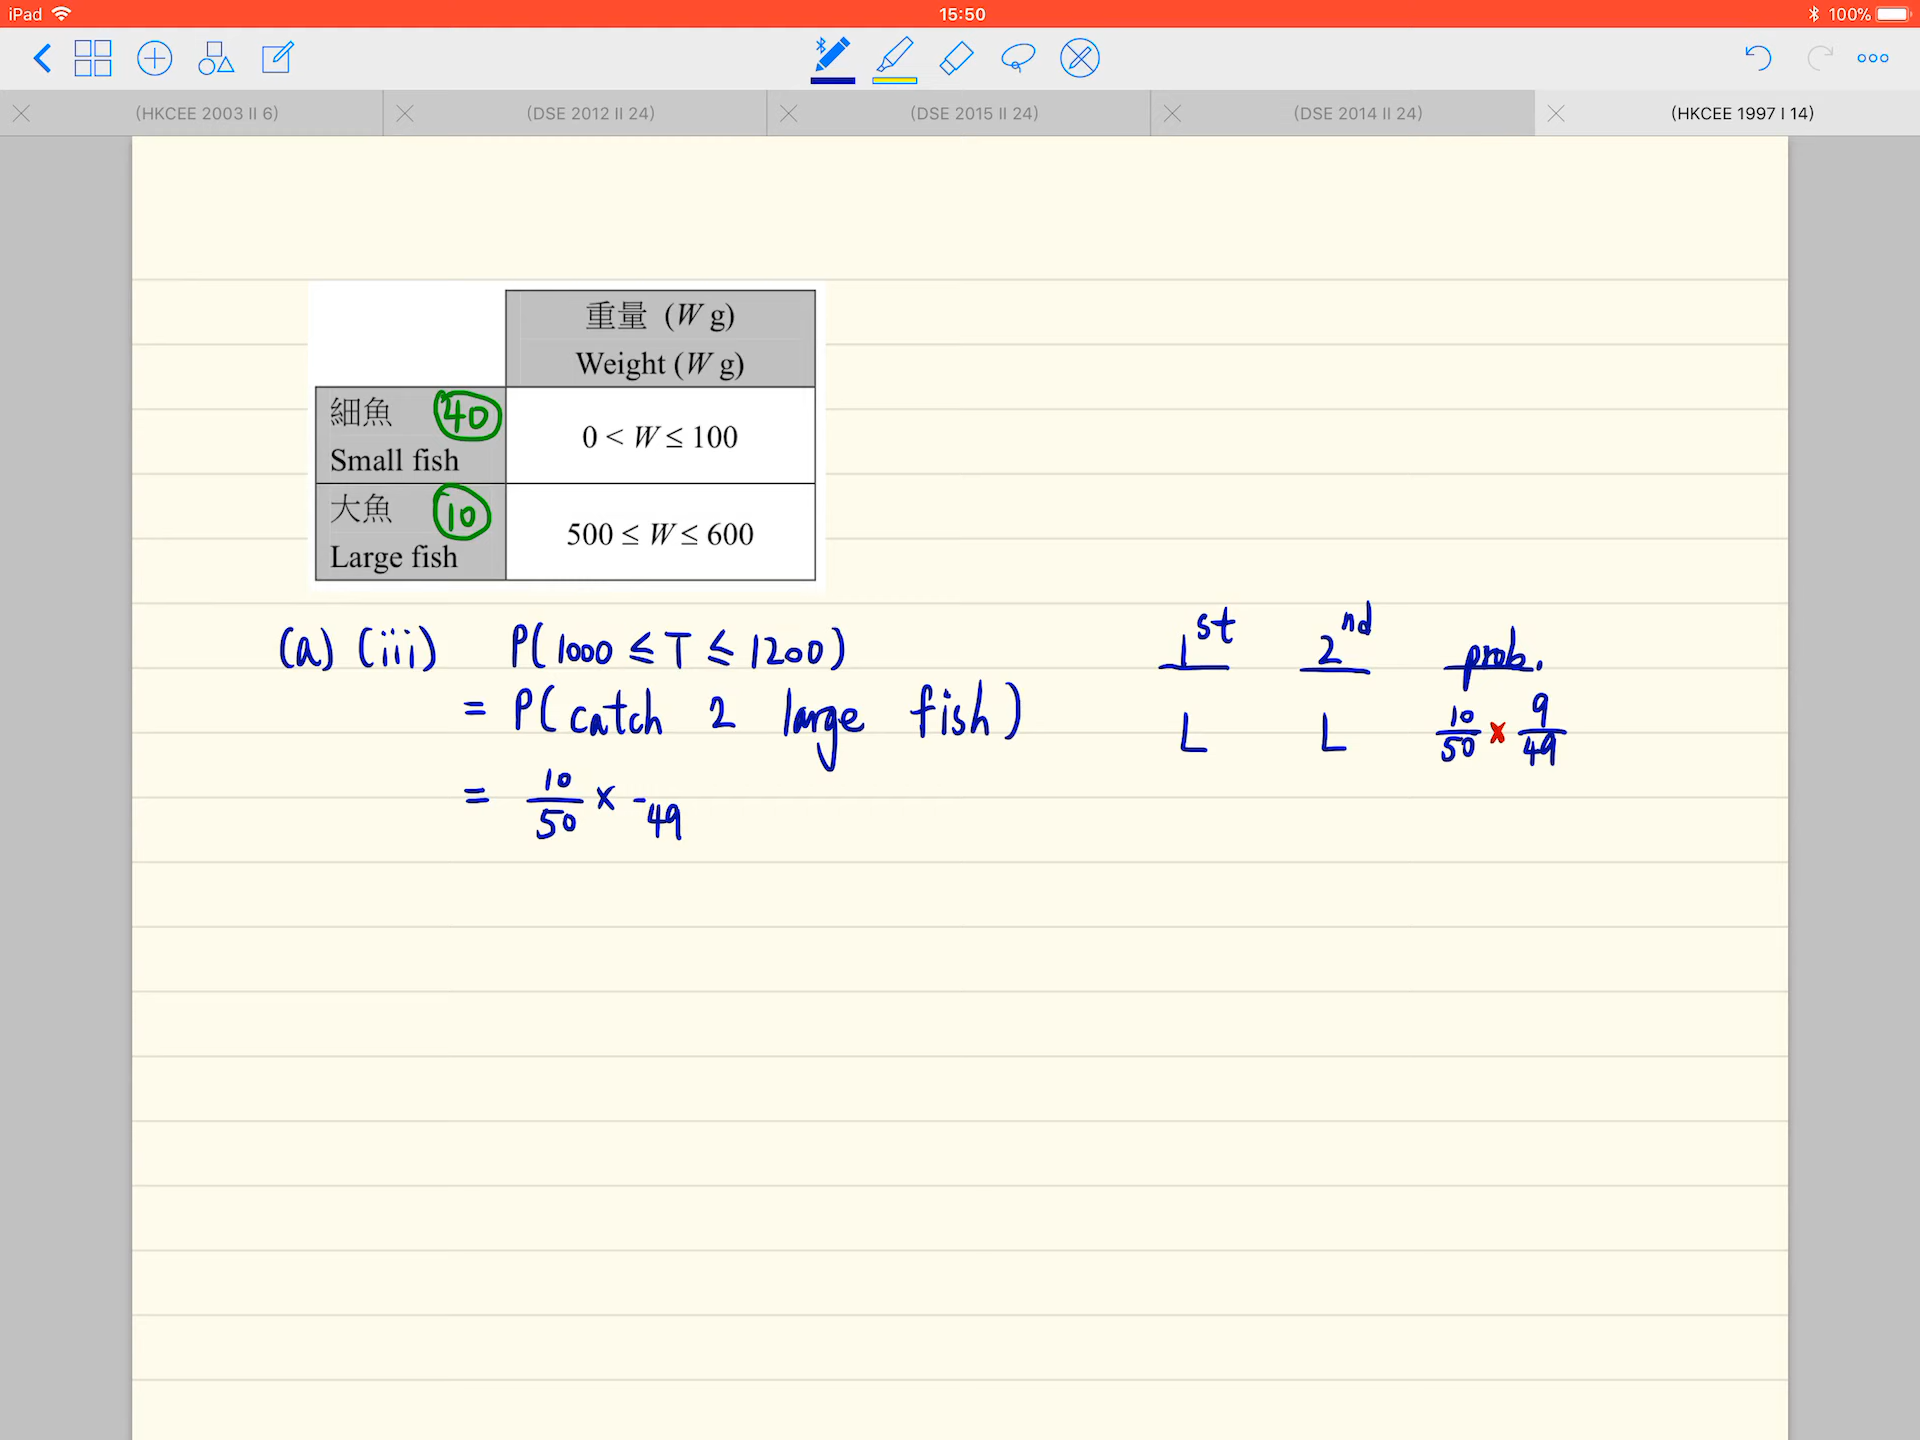 iPad 15:50 100%
(HKCEE 2003 II 6) (DSE 2012 II 24) (DSE 2015 II 24) (DSE 2014 II 24) (HKCEE 1997 I 14)
重量 (W g)
Weight (W g)
細魚 40
Small fish
0 < W ≤ 100
大魚 10
Large fish
500 ≤ W ≤ 600
(a) (iii) P(1000 ≤ T ≤ 1200)
= P(catch 2 large fish)
= 10/50 × -49
1st 2nd prob.
L L 10/50 × 9/49